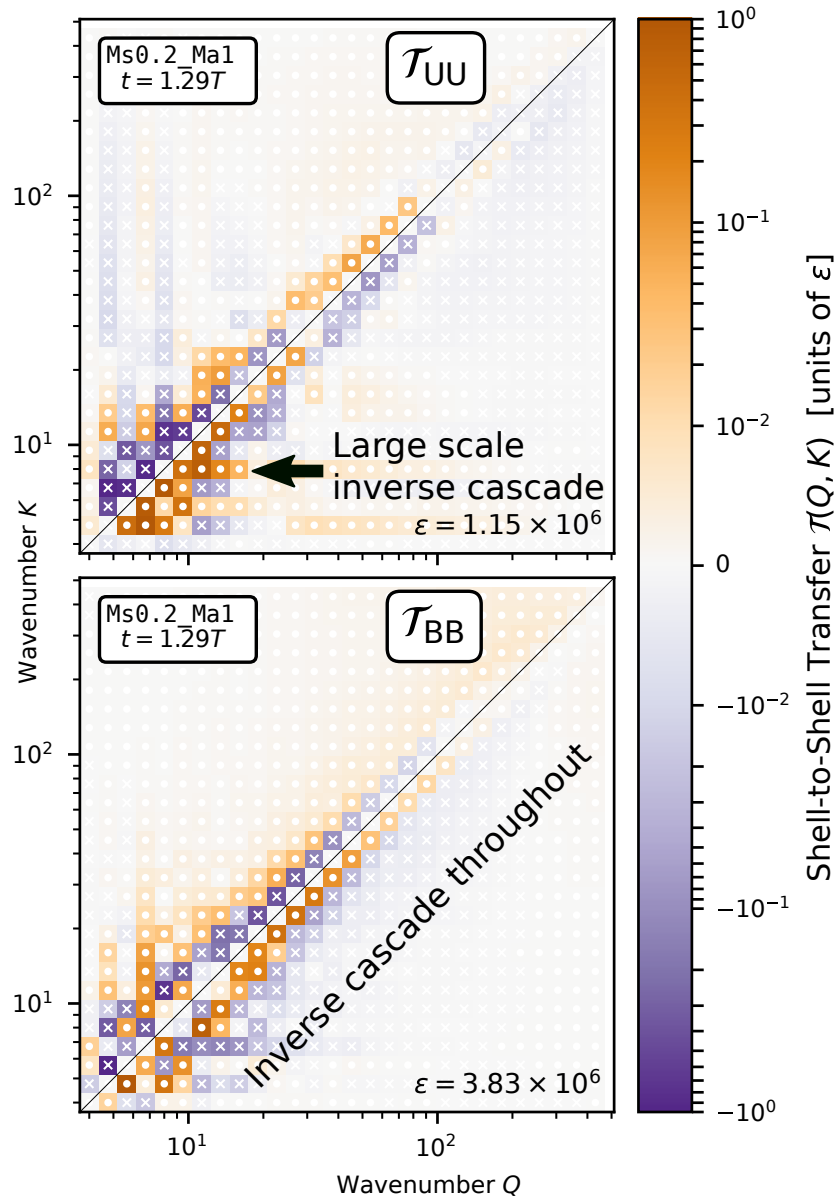 Ms0.2_Ma1
t = 1.29T
𝒯UU
10²
10¹
Large scale
inverse cascade
ε = 1.15 × 10⁶
Wavenumber K
Ms0.2_Ma1
t = 1.29T
𝒯BB
10²
10¹
Inverse cascade throughout
ε = 3.83 × 10⁶
10¹
10²
Wavenumber Q
10⁰
10⁻¹
10⁻²
0
−10⁻²
−10⁻¹
−10⁰
Shell-to-Shell Transfer 𝒯(Q, K) [units of ε]